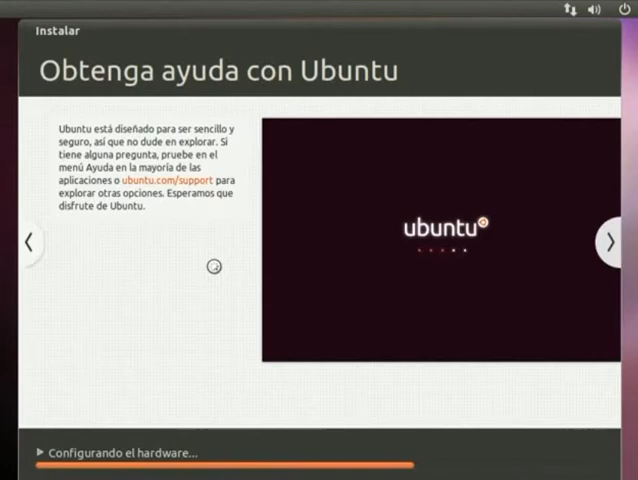 Instalar
Obtenga ayuda con Ubuntu
Ubuntu está diseñado para ser sencillo y
seguro, así que no dude en explorar. Si
tiene alguna pregunta, pruebe en el
menú Ayuda en la mayoría de las
aplicaciones o ubuntu.com/support para
explorar otras opciones. Esperamos que
disfrute de Ubuntu.
ubuntu
Configurando el hardware...